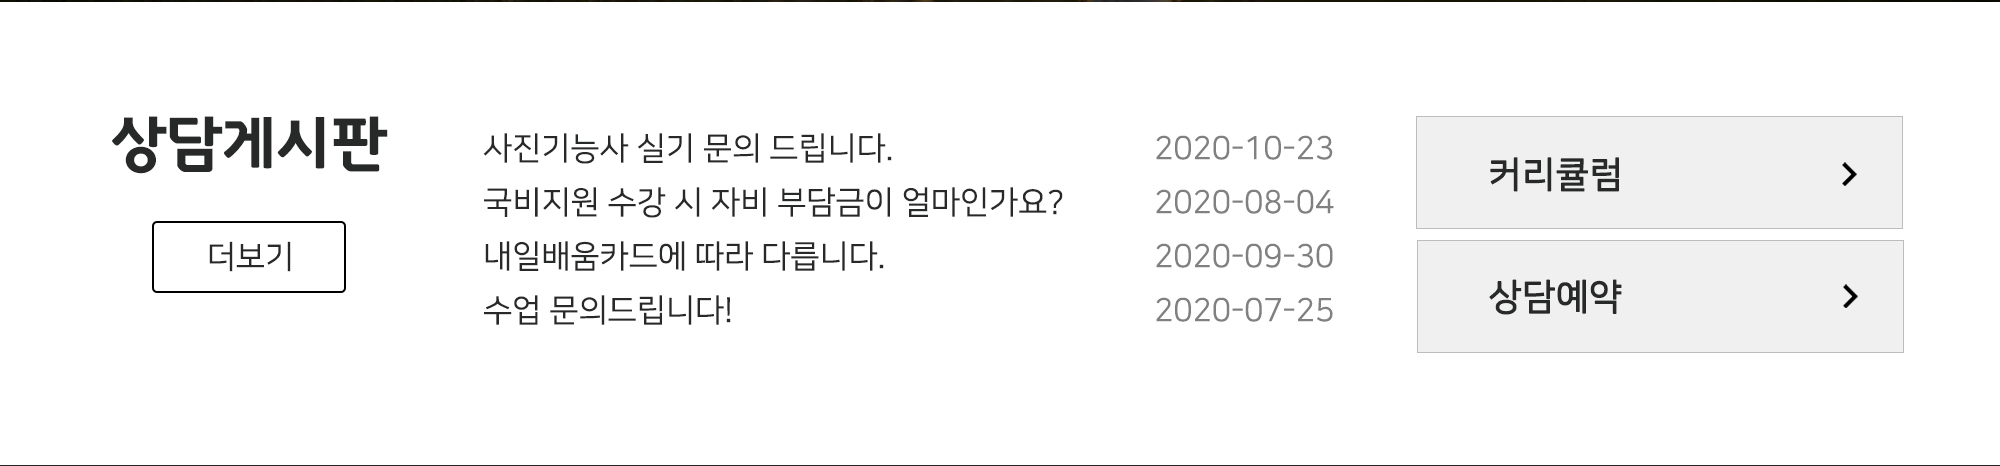 상담게시판
더보기
사진기능사 실기 문의 드립니다. 2020-10-23
국비지원 수강 시 자비 부담금이 얼마인가요? 2020-08-04
내일배움카드에 따라 다릅니다. 2020-09-30
수업 문의드립니다! 2020-07-25
커리큘럼
상담예약